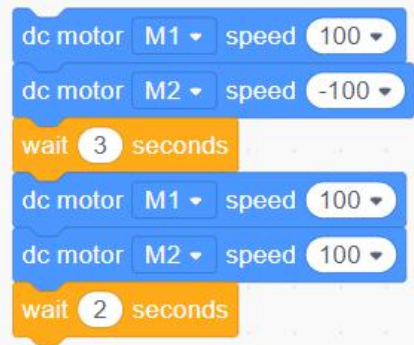 dc motor M1 speed 100
dc motor M2 speed -100
wait 3 seconds
dc motor M1 speed 100
dc motor M2 speed 100
wait 2 seconds